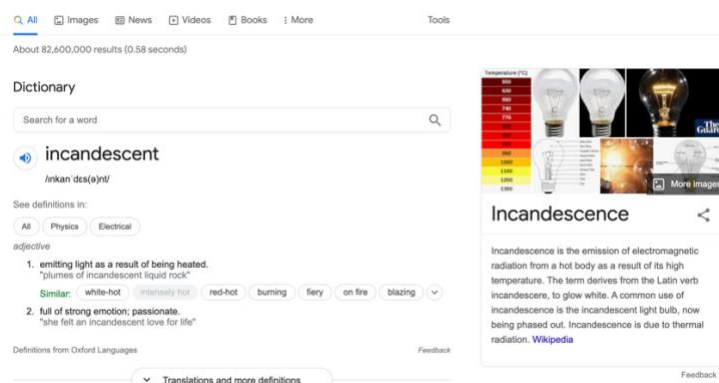 All Images News Videos Books More Tools
About 82,600,000 results (0.58 seconds)
Dictionary
Search for a word
incandescent
/ɪnkanˈdɛs(ə)nt/
See definitions in:
All Physics Electrical
adjective
1. emitting light as a result of being heated.
"plumes of incandescent liquid rock"
Similar: white-hot intensely hot red-hot burning fiery on fire blazing
2. full of strong emotion; passionate.
"she felt an incandescent love for life"
Definitions from Oxford Languages Feedback
Translations and more definitions
Temperature (°C)
The
More images
Incandescence
Incandescence is the emission of electromagnetic
radiation from a hot body as a result of its high
temperature. The term derives from the Latin verb
incandescere, to glow white. A common use of
incandescence is the incandescent light bulb, now
being phased out. Incandescence is due to thermal
radiation. Wikipedia
Feedback